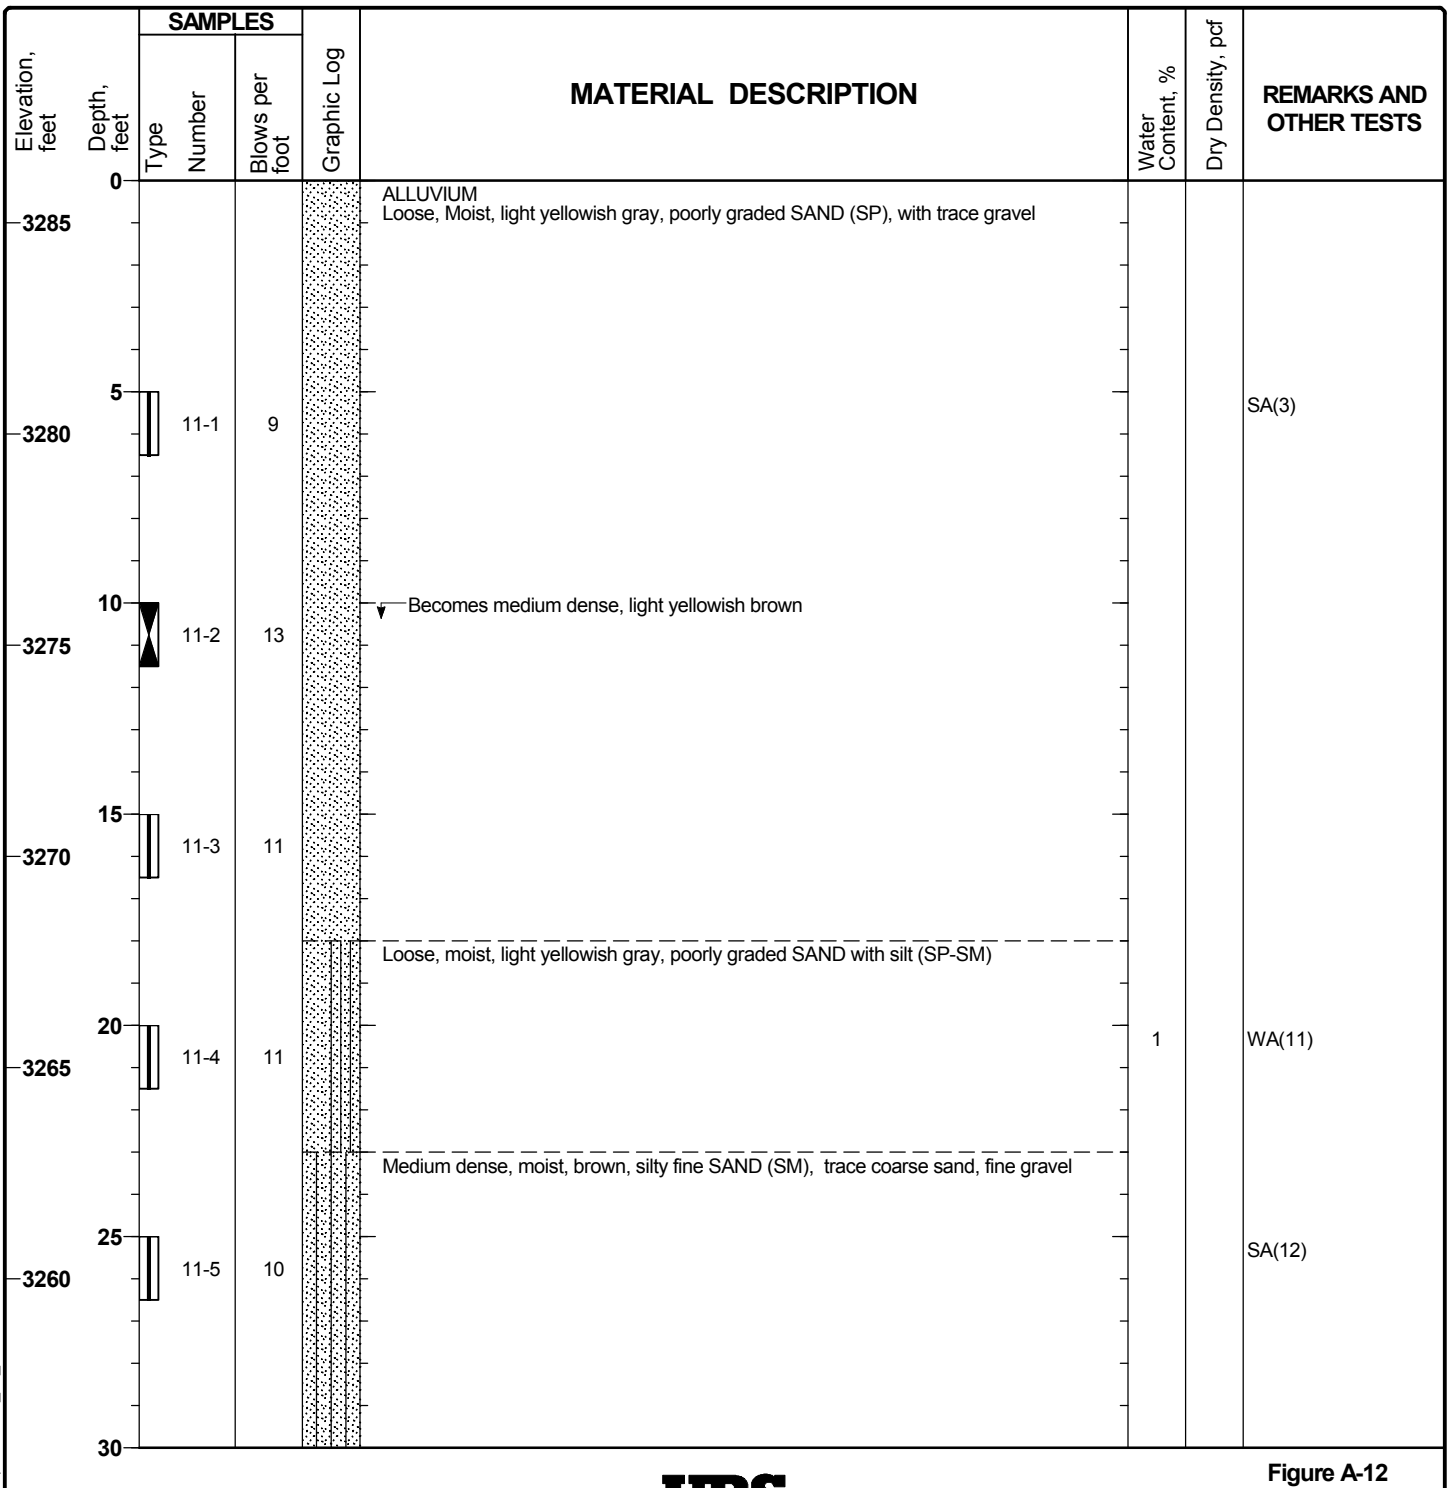 SAMPLES
Elevation,
feet
Depth,
feet
Type
Number
Blows per
foot
Graphic Log
MATERIAL DESCRIPTION
Water
Content, %
Dry Density, pcf
REMARKS AND
OTHER TESTS
0
ALLUVIUM
Loose, Moist, light yellowish gray, poorly graded SAND (SP), with trace gravel
3285
5
SA(3)
11-1 9
3280
10
Becomes medium dense, light yellowish brown
11-2 13
3275
15
11-3 11
3270
Loose, moist, light yellowish gray, poorly graded SAND with silt (SP-SM)
20
1 WA(11)
11-4 11
3265
Medium dense, moist, brown, silty fine SAND (SM), trace coarse sand, fine gravel
25
SA(12)
11-5 10
3260
30
Figure A-12